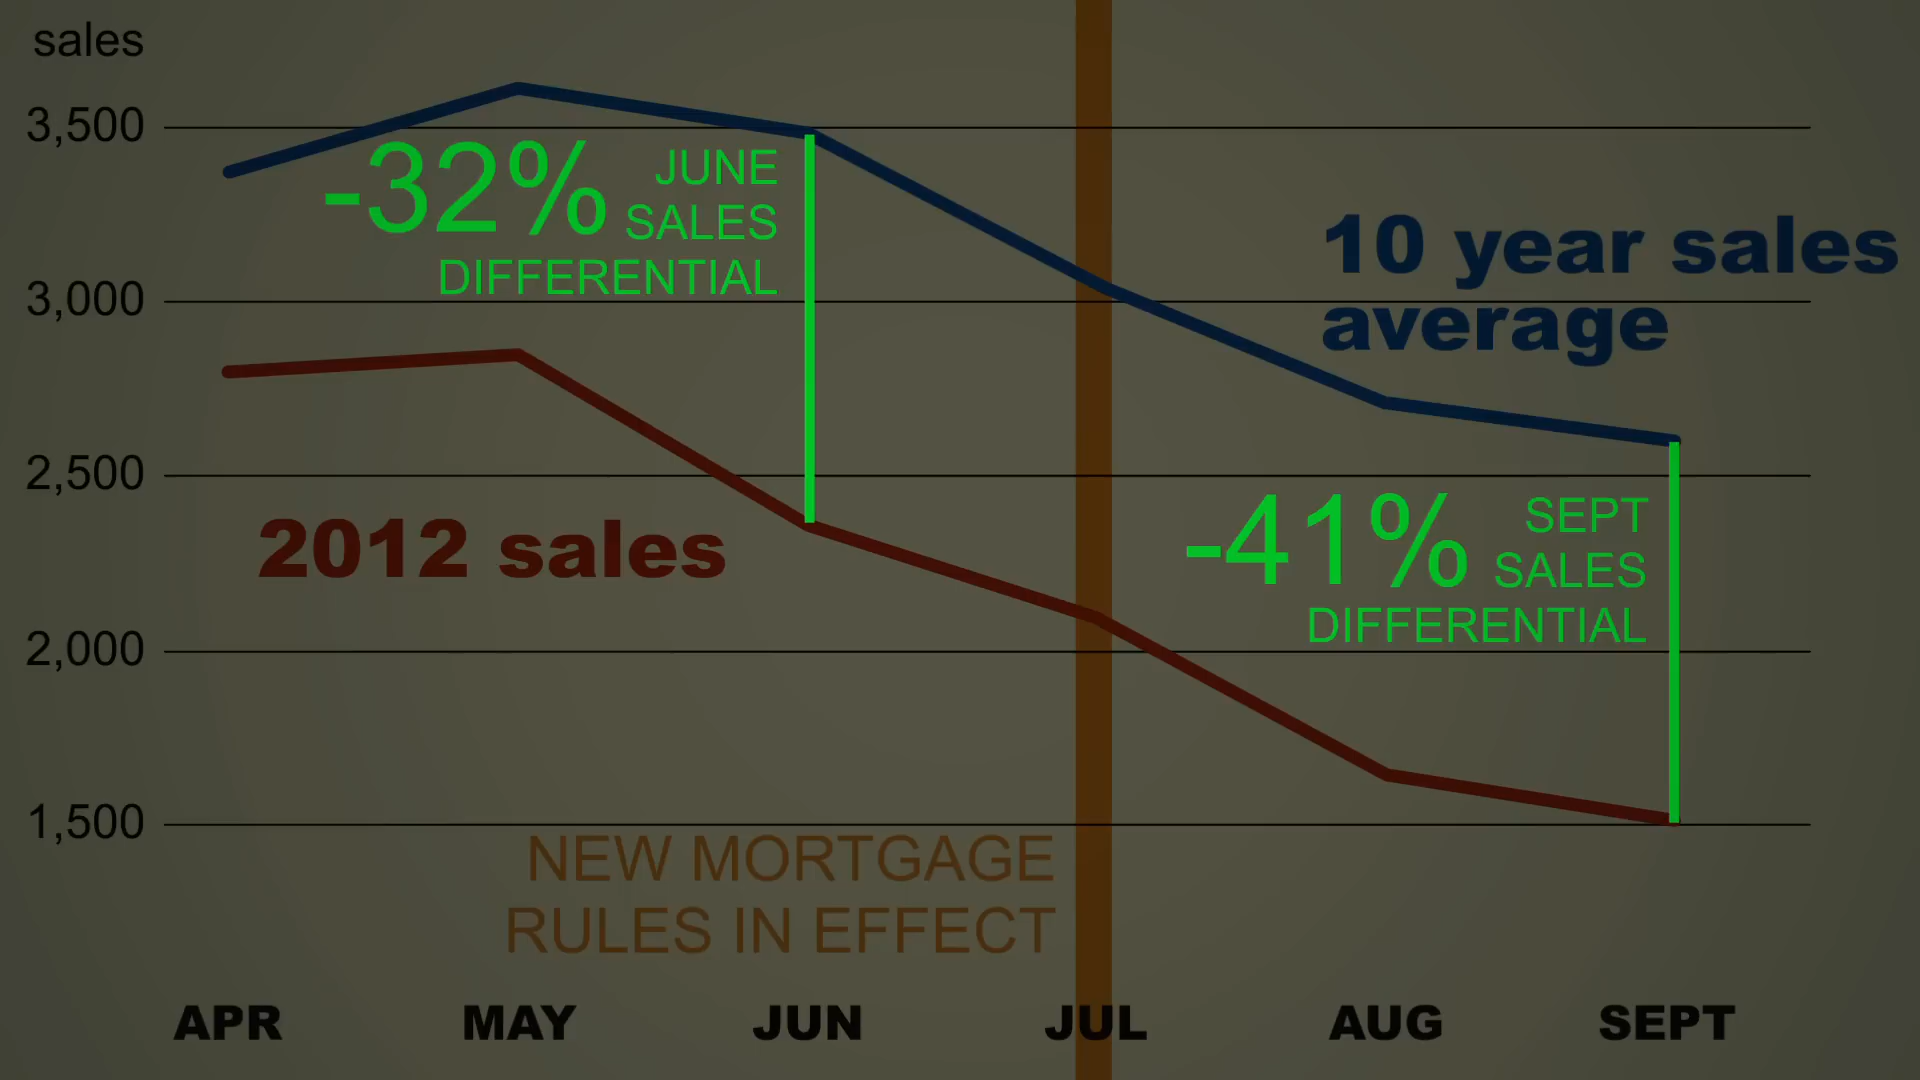 sales
3,500
3,000
2,500
2,000
1,500
-32% JUNE
SALES
DIFFERENTIAL
10 year sales
average
2012 sales
-41% SEPT
SALES
DIFFERENTIAL
NEW MORTGAGE
RULES IN EFFECT
APR MAY JUN JUL AUG SEPT